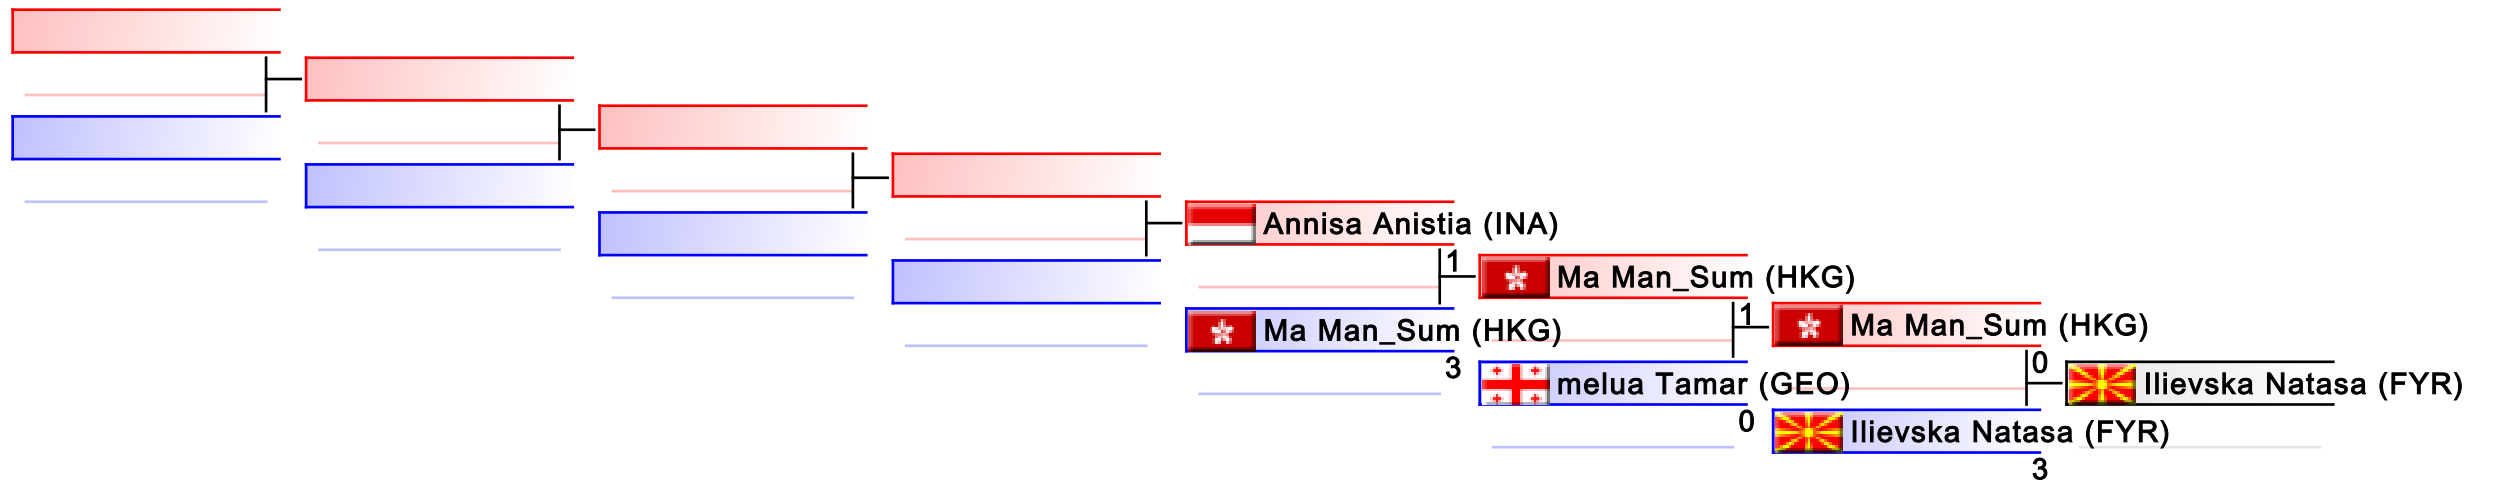 Annisa Anistia (INA)
1
Ma Man_Sum (HKG)
3
Ma Man_Sum (HKG)
1
melua Tamar (GEO)
0
Ma Man_Sum (HKG)
0
Ilievska Natasa (FYR)
3
Ilievska Natasa (FYR)